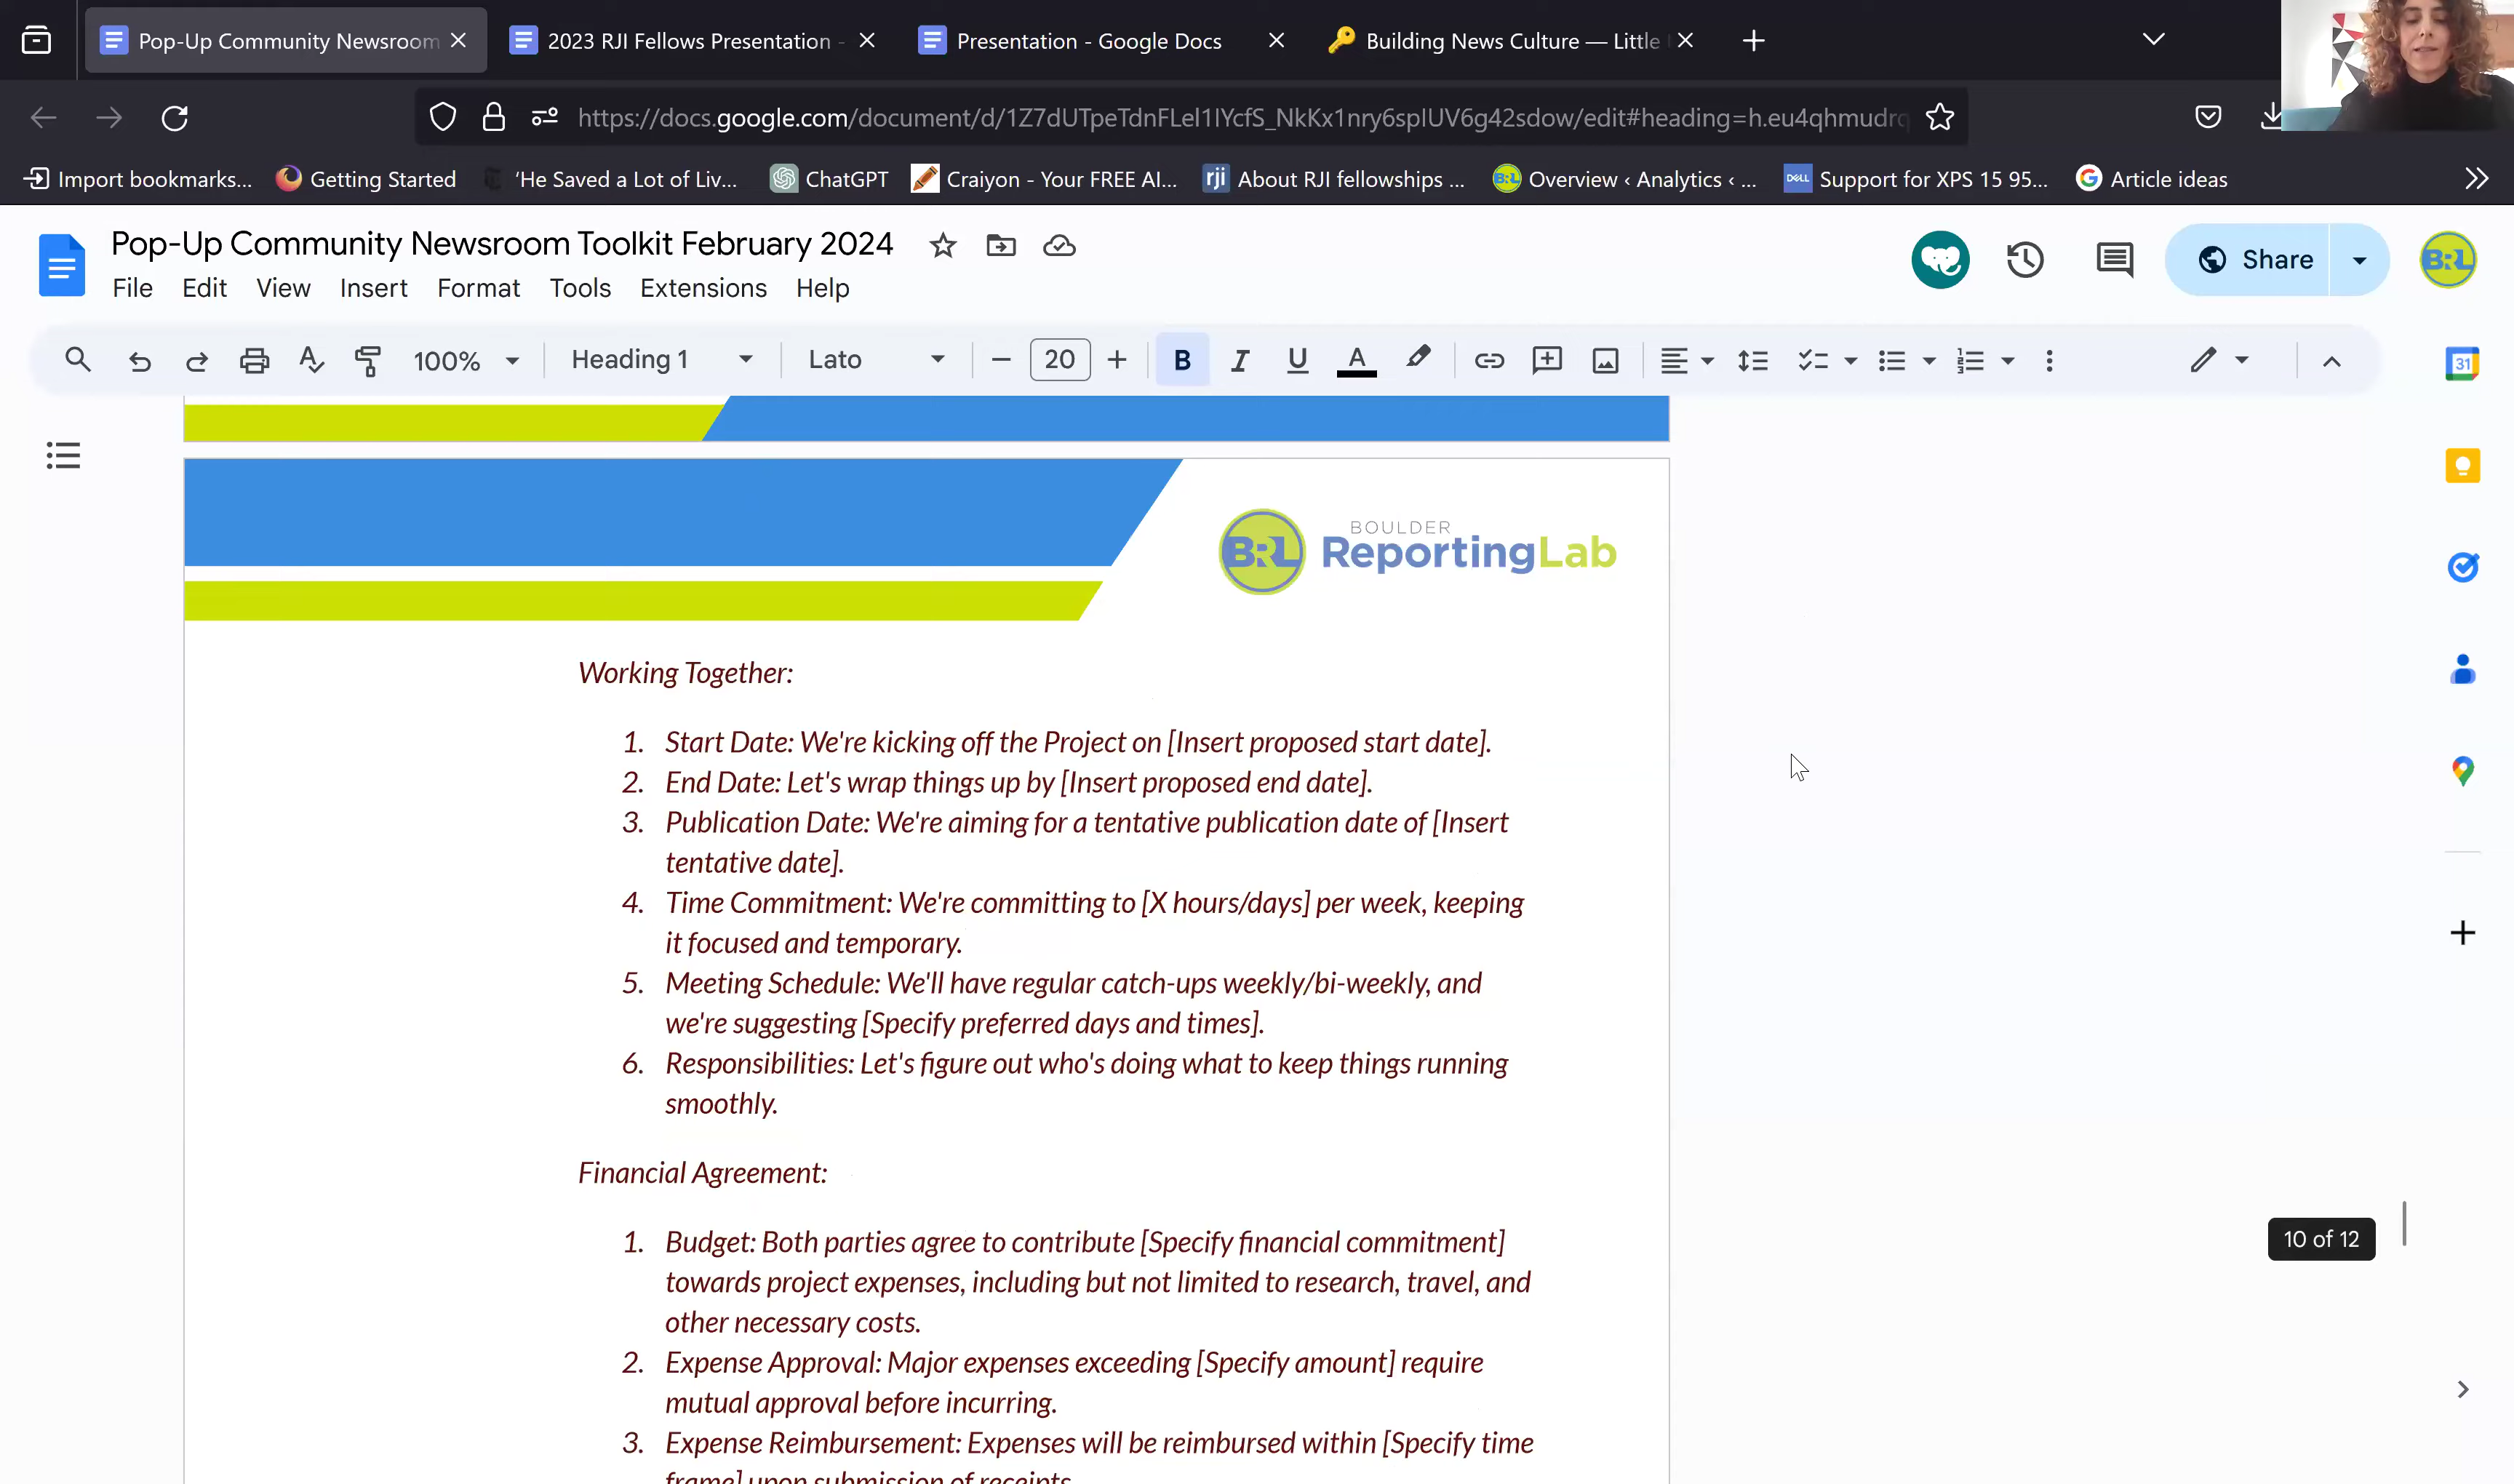 Pop-Up Community Newsroom
2023 RJI Fellows Presentation -
Presentation - Google Docs
Building News Culture — Little
https://docs.google.com/document/d/1Z7dUTpeTdnFLel1IYcfS_NkKx1nry6spIUV6g42sdow/edit#heading=h.eu4qhmudrq
Import bookmarks...
Getting Started
‘He Saved a Lot of Liv...
ChatGPT
Craiyon - Your FREE AI...
rji
About RJI fellowships ...
BRL
Overview ‹ Analytics ‹ ...
DELL
Support for XPS 15 95...
Article ideas
Pop-Up Community Newsroom Toolkit February 2024
File Edit View Insert Format Tools Extensions Help
Share
BRL
100%
Heading 1
Lato
20
B I U A
31
BRL
BOULDER
ReportingLab
Working Together:
1. Start Date: We're kicking off the Project on [Insert proposed start date].
2. End Date: Let's wrap things up by [Insert proposed end date].
3. Publication Date: We're aiming for a tentative publication date of [Insert
tentative date].
4. Time Commitment: We're committing to [X hours/days] per week, keeping
it focused and temporary.
5. Meeting Schedule: We'll have regular catch-ups weekly/bi-weekly, and
we're suggesting [Specify preferred days and times].
6. Responsibilities: Let's figure out who's doing what to keep things running
smoothly.
Financial Agreement:
1. Budget: Both parties agree to contribute [Specify financial commitment]
towards project expenses, including but not limited to research, travel, and
other necessary costs.
10 of 12
2. Expense Approval: Major expenses exceeding [Specify amount] require
mutual approval before incurring.
3. Expense Reimbursement: Expenses will be reimbursed within [Specify time
frame] upon submission of receipts